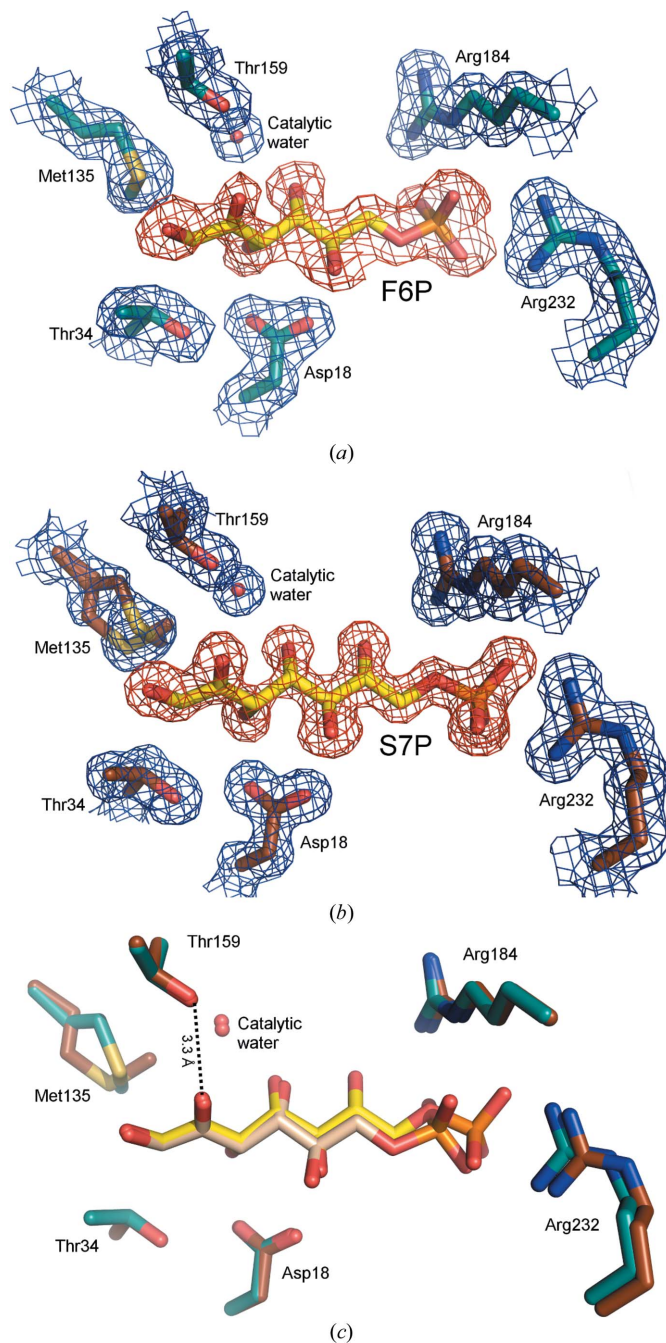 Thr159
Arg184
Catalytic
water
Met135
F6P
Arg232
Thr34
Asp18
(a)
Thr159
Arg184
Catalytic
water
Met135
S7P
Thr34
Arg232
Asp18
(b)
Thr159
Arg184
Catalytic
water
3.3 Å
Met135
Thr34
Arg232
Asp18
(c)